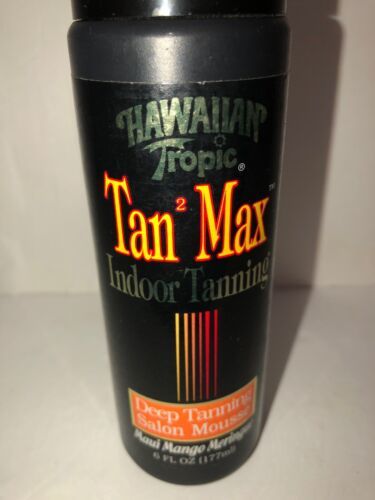 HAWAIIAN
Tropic®
Tan² Max™
Indoor Tanning
Deep Tanning
Salon Mousse
Maui Mango Meringue
6 FL OZ (177ml)